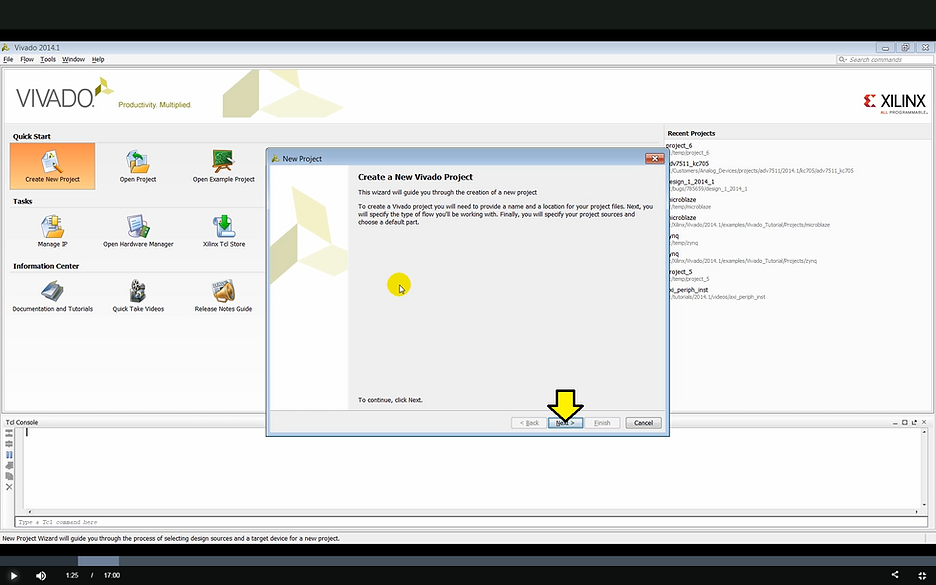 Vivado 2014.1
File Flow Tools Window Help
Search commands
VIVADO.
Productivity. Multiplied.
XILINX
ALL PROGRAMMABLE.
Quick Start
Create New Project
Open Project
Open Example Project
Tasks
Manage IP
Open Hardware Manager
Xilinx Tcl Store
Information Center
Documentation and Tutorials
Quick Take Videos
Release Notes Guide
New Project
Create a New Vivado Project
This wizard will guide you through the creation of a new project
To create a Vivado project you will need to provide a name and a location for your project files. Next, you
will specify the type of flow you'll be working with. Finally, you will specify your project sources and
choose a default part.
To continue, click Next.
< Back
Next >
Finish
Cancel
Recent Projects
project_6
/temp/project_6
adv7511_kc705
/Customers/Analog_Devices/projects/adv7511/2014.1/kc705/adv7511_kc705
design_1_2014_1
/bugs/785659/design_1_2014_1
microblaze
/temp/microblaze
microblaze
/Xilinx/Vivado/2014.1/examples/Vivado_Tutorial/Projects/microblaze
zynq
/temp/zynq
zynq
/Xilinx/Vivado/2014.1/examples/Vivado_Tutorial/Projects/zynq
project_5
/temp/project_5
axi_periph_inst
/tutorials/2014.1/videos/axi_periph_inst
Tcl Console
Type a Tcl command here
New Project Wizard will guide you through the process of selecting design sources and a target device for a new project.
1:25 / 17:00